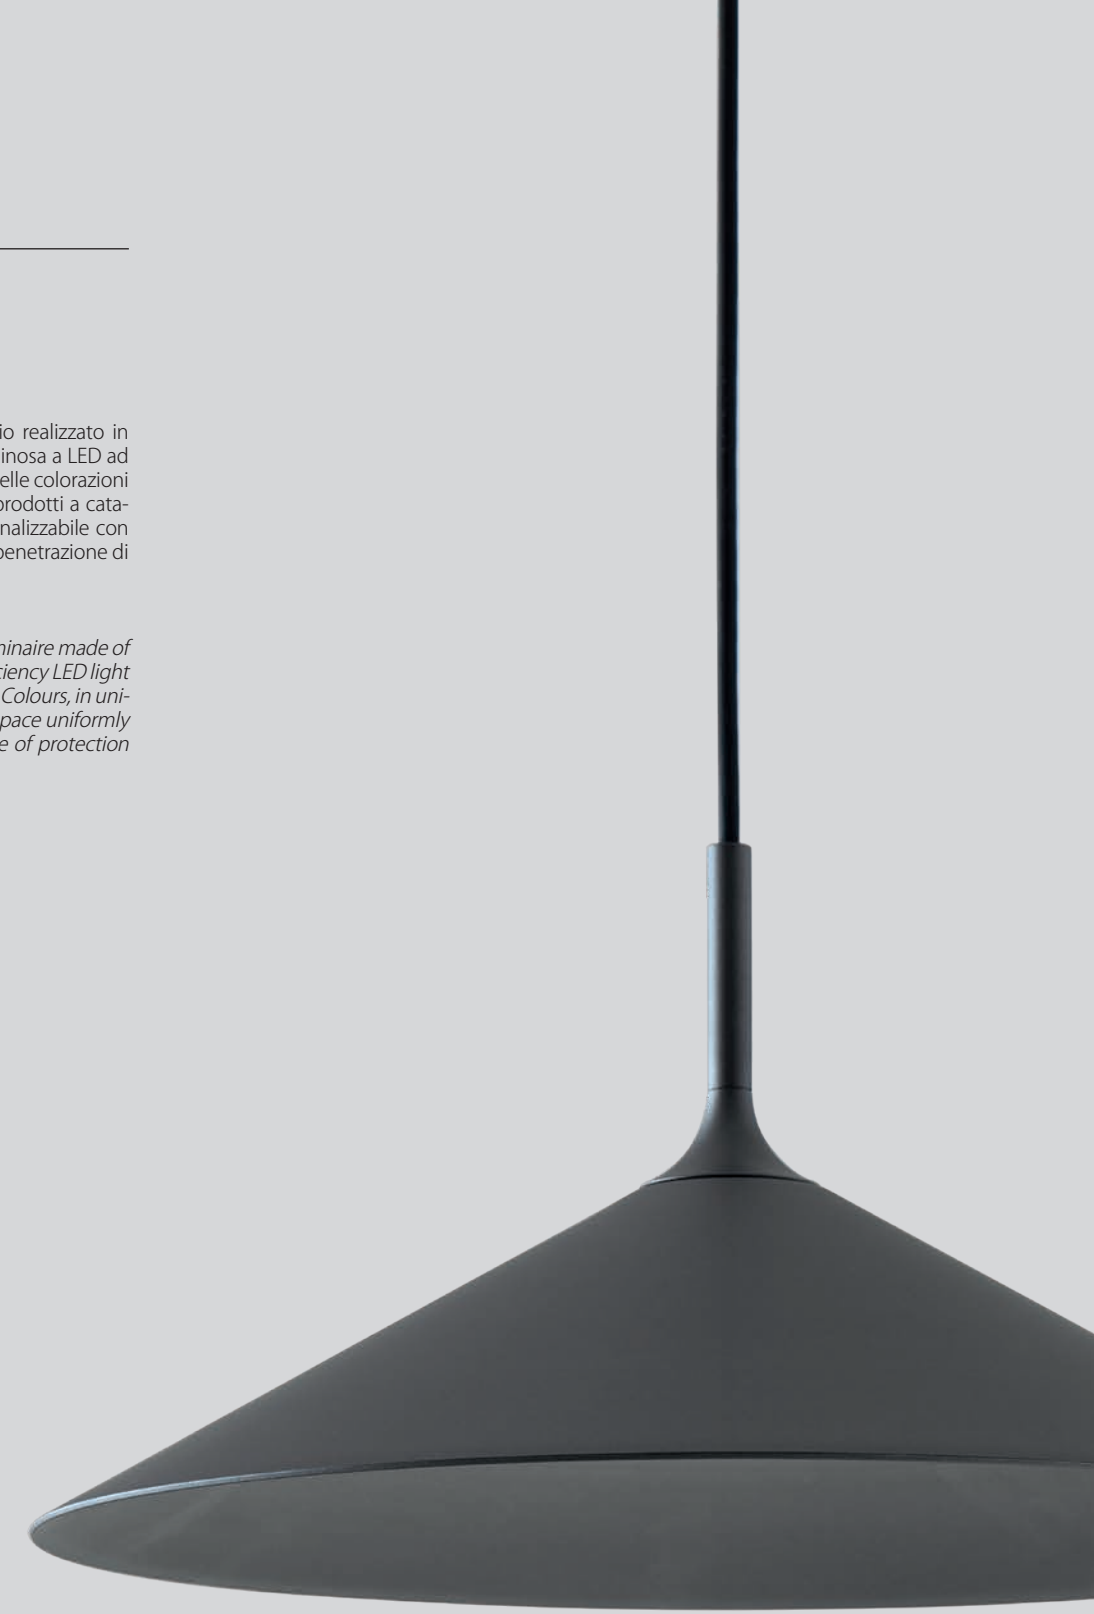 io realizzato in
inosa a LED ad
elle colorazioni
prodotti a cata-
nalizzabile con
penetrazione di
minaire made of
ciency LED light
Colours, in uni-
pace uniformly
e of protection